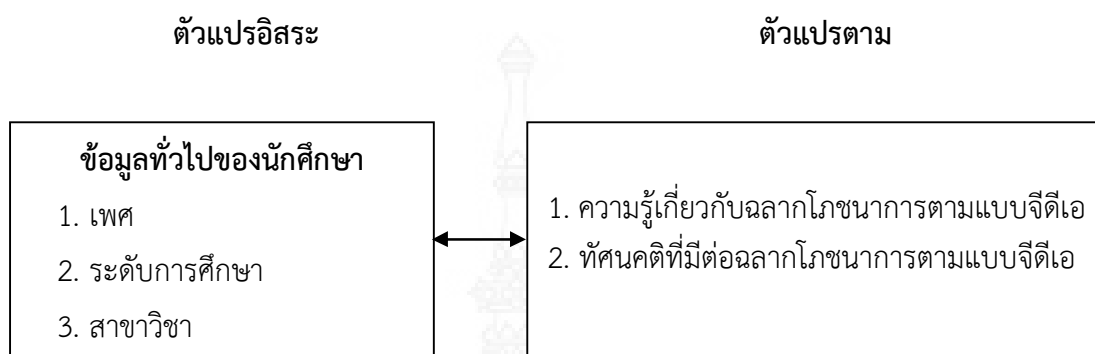 ตัวแปรอิสระ
ตัวแปรตาม
ข้อมูลทั่วไปของนักศึกษา
1. เพศ
2. ระดับการศึกษา
3. สาขาวิชา
1. ความรู้เกี่ยวกับฉลากโภชนาการตามแบบจีดีเอ
2. ทัศนคติที่มีต่อฉลากโภชนาการตามแบบจีดีเอ